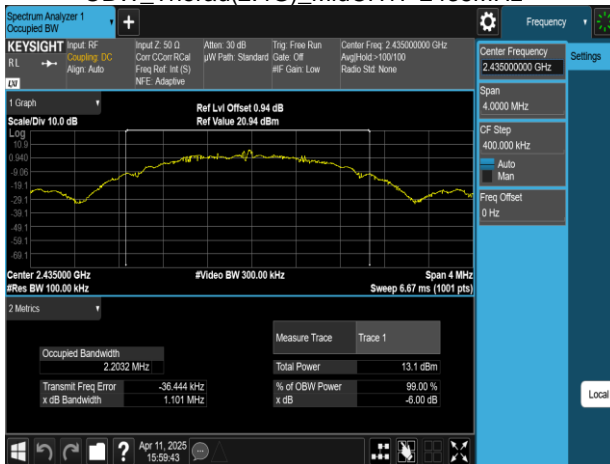 Spectrum Analyzer 1
Occupied BW
+
Frequency
KEYSIGHT
RL
LXI
Input: RF
Coupling: DC
Align: Auto
Input Z: 50 Ω
Corr CCorr RCal
Freq Ref: Int (S)
NFE: Adaptive
Atten: 30 dB
µW Path: Standard
Trig: Free Run
Gate: Off
#IF Gain: Low
Center Freq: 2.435000000 GHz
Avg|Hold:>100/100
Radio Std: None
Center Frequency
2.435000000 GHz
Settings
Span
4.0000 MHz
CF Step
400.000 kHz
Auto
Man
Freq Offset
0 Hz
Local
1 Graph
Scale/Div 10.0 dB
Ref Lvl Offset 0.94 dB
Ref Value 20.94 dBm
Log
10.9
0.940
-9.06
-19.1
-29.1
-39.1
-49.1
-59.1
-69.1
Center 2.435000 GHz
#Res BW 100.00 kHz
#Video BW 300.00 kHz
Span 4 MHz
Sweep 6.67 ms (1001 pts)
2 Metrics
Measure Trace Trace 1
Occupied Bandwidth
2.2032 MHz
Total Power 13.1 dBm
Transmit Freq Error -36.444 kHz
% of OBW Power 99.00 %
x dB Bandwidth 1.101 MHz
x dB -6.00 dB
?
Apr 11, 2025
15:59:43